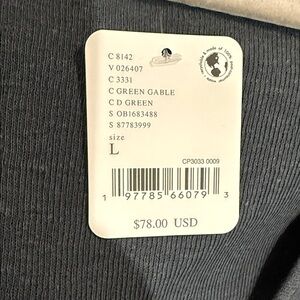 C 8142
V 026407
C 3331
C GREEN GABLE
C D GREEN
S OB1683488
S 87783999
size
L
CP3033 0009
1 97785 66079 3
$78.00 USD